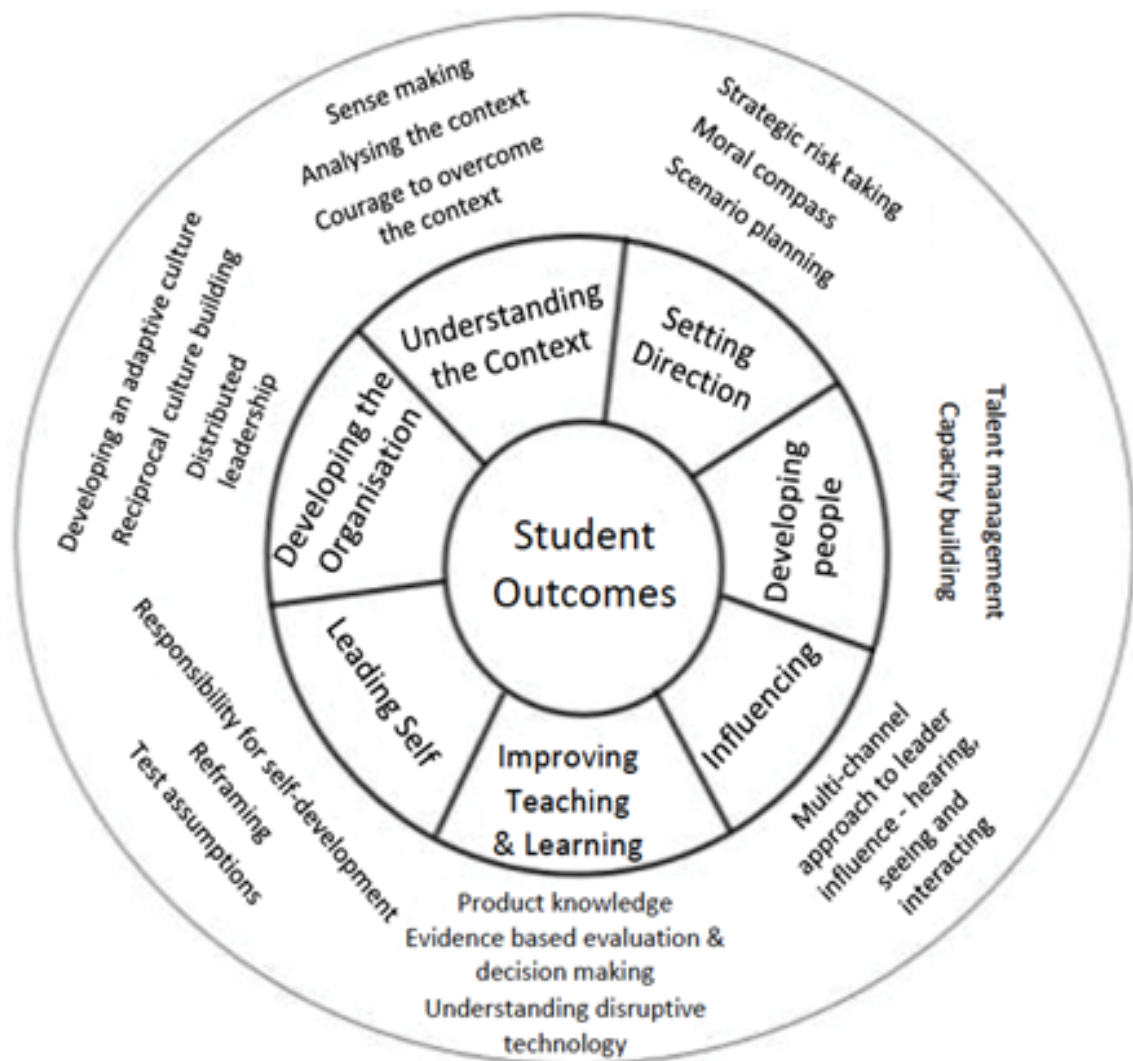 Sense making
Analysing the context
Courage to overcome
the context
Strategic risk taking
Moral compass
Scenario planning
Talent management
Capacity building
Multi-channel
approach to leader
influence - hearing,
seeing and
interacting
Product knowledge
Evidence based evaluation &
decision making
Understanding disruptive
technology
Responsibility for self-development
Reframing
Test assumptions
Developing an adaptive culture
Reciprocal culture building
Distributed
leadership
Understanding
the Context
Setting
Direction
Developing
people
Influencing
Improving
Teaching
& Learning
Leading Self
Developing the
Organisation
Student
Outcomes